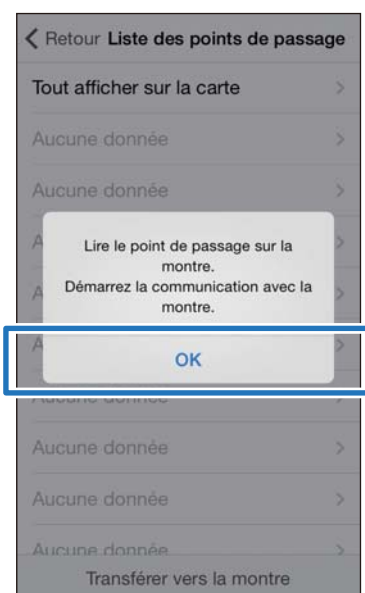 Retour Liste des points de passage
Tout afficher sur la carte
Aucune donnée
Aucune donnée
A
Lire le point de passage sur la
montre.
A
Démarrez la communication avec la
montre.
A
OK
Aucune donnée
Aucune donnée
Aucune donnée
Aucune donnée
Transférer vers la montre